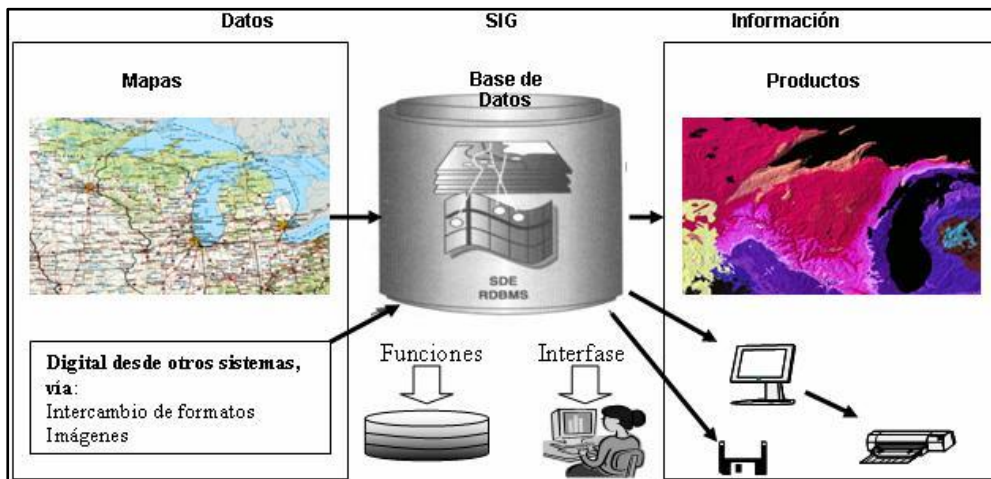 Datos
SIG
Información
Mapas
Base de
Datos
Productos
SDE
RDBMS
Digital desde otros sistemas,
vía:
Intercambio de formatos
Imágenes
Funciones
Interfase